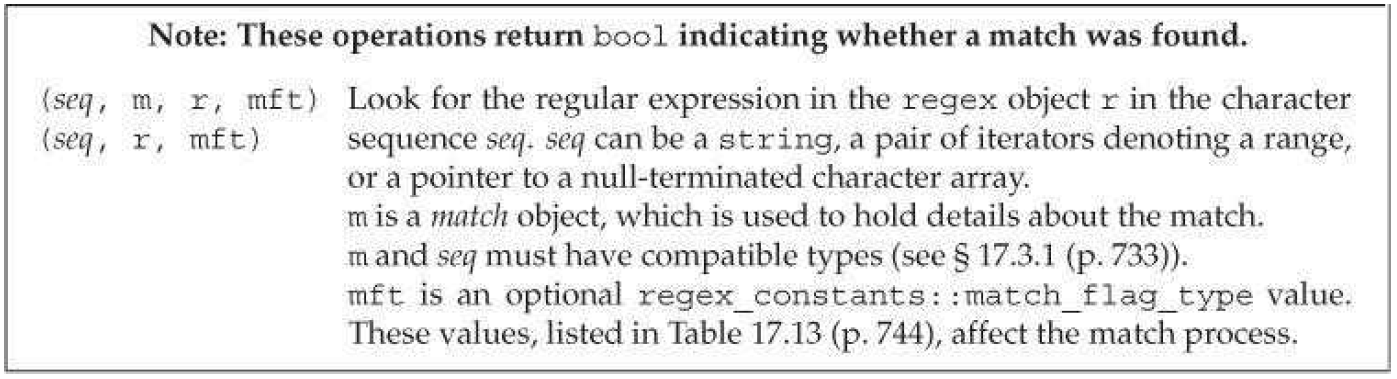 Note: These operations return bool indicating whether a match was found.
(seq, m, r, mft) Look for the regular expression in the regex object r in the character
(seq, r, mft) sequence seq. seq can be a string, a pair of iterators denoting a range,
or a pointer to a null-terminated character array.
m is a match object, which is used to hold details about the match.
m and seq must have compatible types (see § 17.3.1 (p. 733)).
mft is an optional regex_constants::match_flag_type value.
These values, listed in Table 17.13 (p. 744), affect the match process.